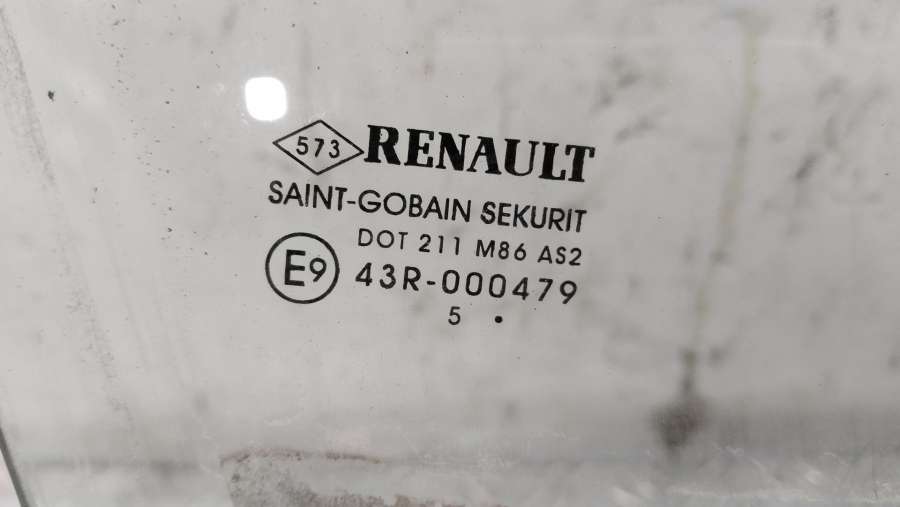 573 RENAULT
SAINT-GOBAIN SEKURIT
DOT 211 M86 AS2
E9 43R-000479
5 .